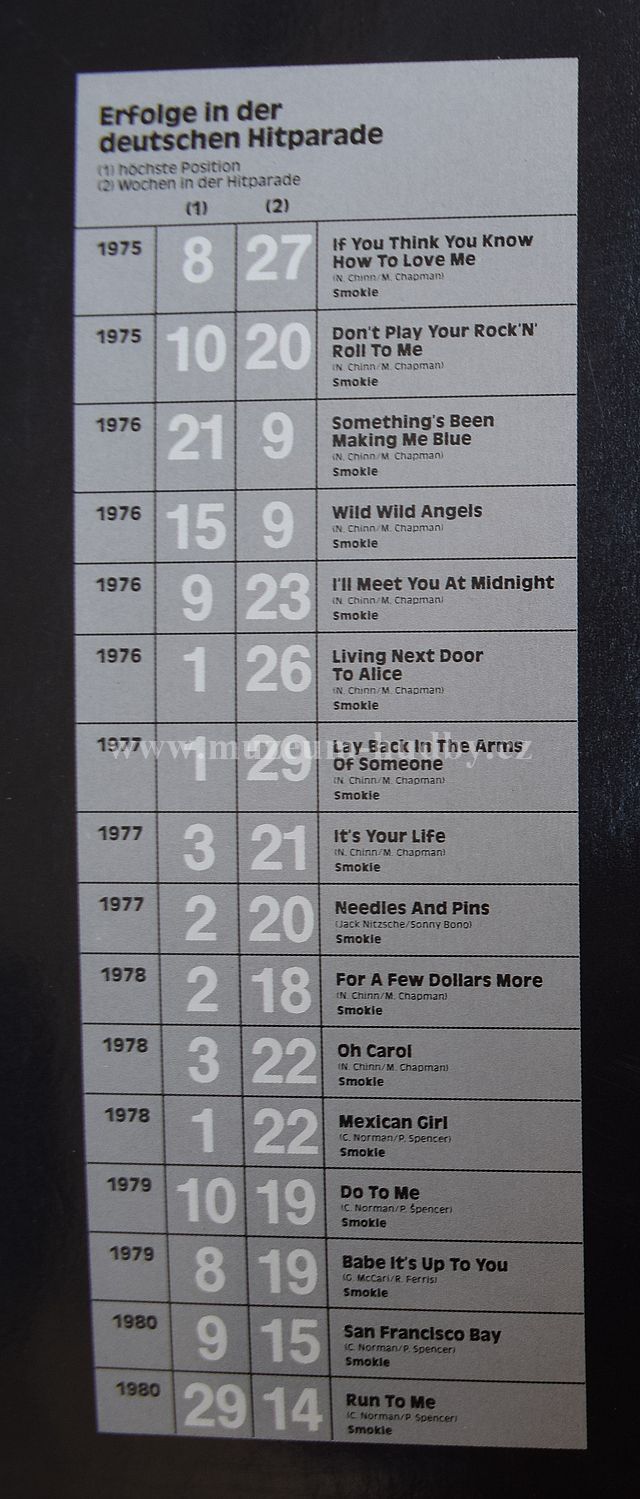 Erfolge in der
deutschen Hitparade
(1) höchste Position
(2) Wochen in der Hitparade
(1) (2)
1975 8 27 If You Think You Know
How To Love Me
(N. Chinn/M. Chapman)
Smokie
1975 10 20 Don't Play Your Rock'N'
Roll To Me
(N. Chinn/M. Chapman)
Smokie
1976 21 9 Something's Been
Making Me Blue
(N. Chinn/M. Chapman)
Smokie
1976 15 9 Wild Wild Angels
(N. Chinn/M. Chapman)
Smokie
1976 9 23 I'll Meet You At Midnight
(N. Chinn/M. Chapman)
Smokie
1976 1 26 Living Next Door
To Alice
(N. Chinn/M. Chapman)
Smokie
1977 1 29 Lay Back In The Arms
Of Someone
(N. Chinn/M. Chapman)
Smokie
1977 3 21 It's Your Life
(N. Chinn/M. Chapman)
Smokie
1977 2 20 Needles And Pins
(Jack Nitzsche/Sonny Bono)
Smokie
1978 2 18 For A Few Dollars More
(N. Chinn/M. Chapman)
Smokie
1978 3 22 Oh Carol
(N. Chinn/M. Chapman)
Smokie
1978 1 22 Mexican Girl
(C. Norman/P. Spencer)
Smokie
1979 10 19 Do To Me
(C. Norman/P. Spencer)
Smokie
1979 8 19 Babe It's Up To You
(G. McCari/R. Ferris)
Smokie
1980 9 15 San Francisco Bay
(C. Norman/P. Spencer)
Smokie
1980 29 14 Run To Me
(C. Norman/P. Spencer)
Smokie